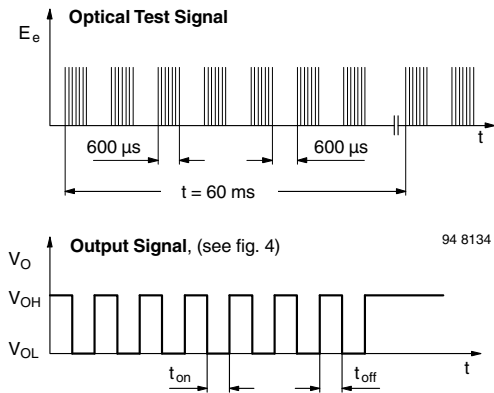 Optical Test Signal
E e
600 µs
600 µs
t
t = 60 ms
Output Signal, (see fig. 4)
94 8134
V O
V OH
V OL
t on
t off
t